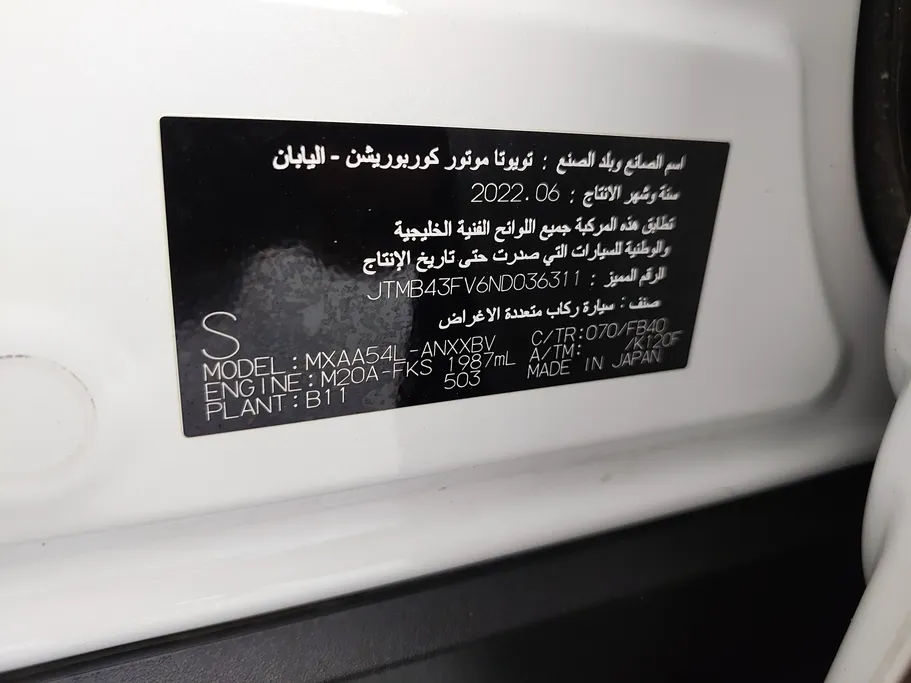 اسم الصانع وبلد الصنع : تويوتا موتور كوربوريشن - اليابان
سنة وشهر الانتاج : 2022.06
تطابق هذه المركبة جميع اللوائح الفنية الخليجية
والوطنية للسيارات التي صدرت حتى تاريخ الإنتاج
الرقم المميز : JTMB43FV6ND036311
صنف : سيارة ركاب متعددة الاغراض
S
MODEL:MXAA54L-ANXXBV C/TR:070/FB40
ENGINE:M20A-FKS 1987mL A/TM: /K120F
PLANT:B11 503 MADE IN JAPAN